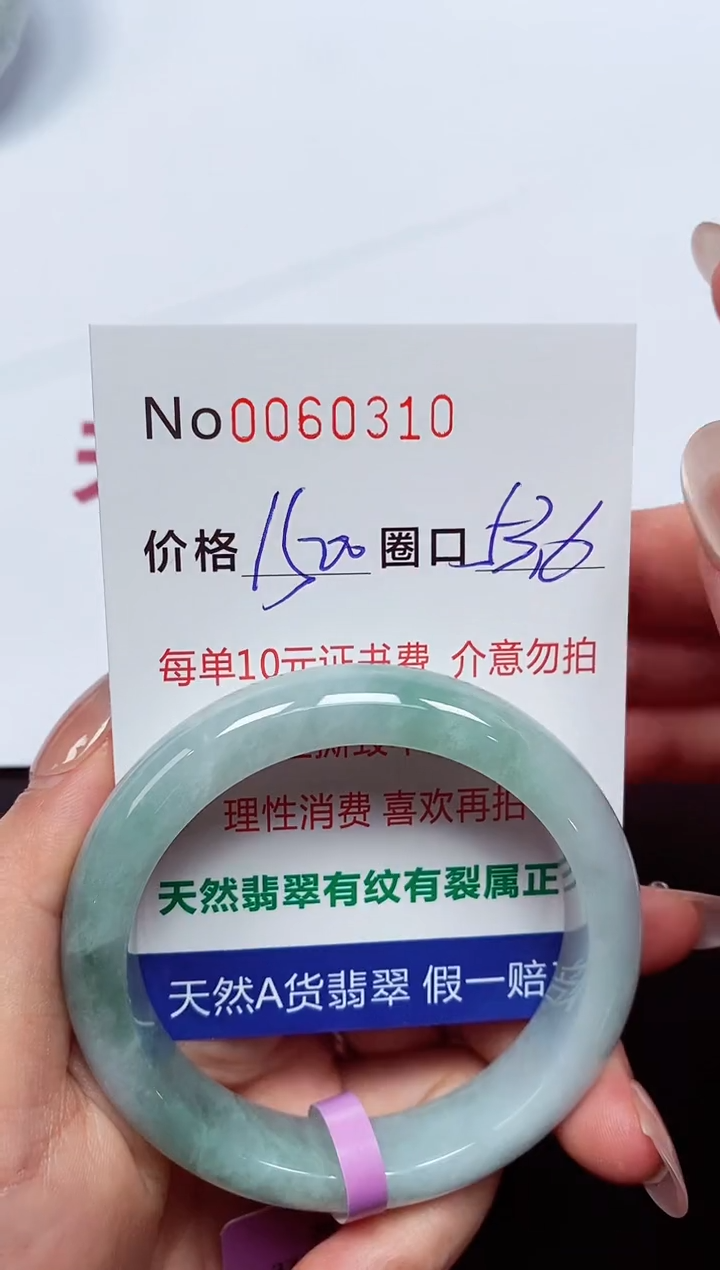 No0060310
价格 1500 圈口 53.6
每单10元证书费 介意勿拍
理性消费 喜欢再拍
天然翡翠有纹有裂属正
天然A货翡翠 假一赔